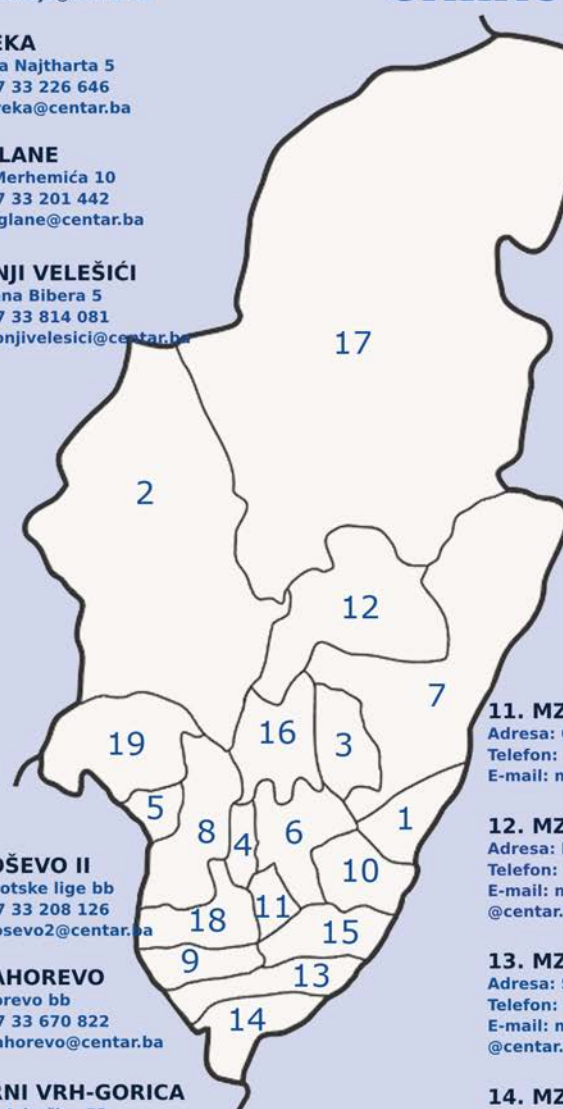 EKA
a Najtharta 5
7 33 226 646
eka@centar.ba
LANE
Merhemića 10
7 33 201 442
glane@centar.ba
NJI VELEŠIĆI
na Bibera 5
7 33 814 081
onjivelesici@centar.ba
17
2
12
7
19
16
3
5
8
4
6
1
10
18
11
15
9
13
14
OŠEVO II
otske lige bb
7 33 208 126
osevo2@centar.ba
AHOREVO
orevo bb
7 33 670 822
ahorevo@centar.ba
RNI VRH-GORICA
11. MZ
Adresa:
Telefon:
E-mail: m
12. MZ
Adresa:
Telefon:
E-mail: m
@centar.
13. MZ
Adresa:
Telefon:
E-mail: m
@centar.
14. MZ